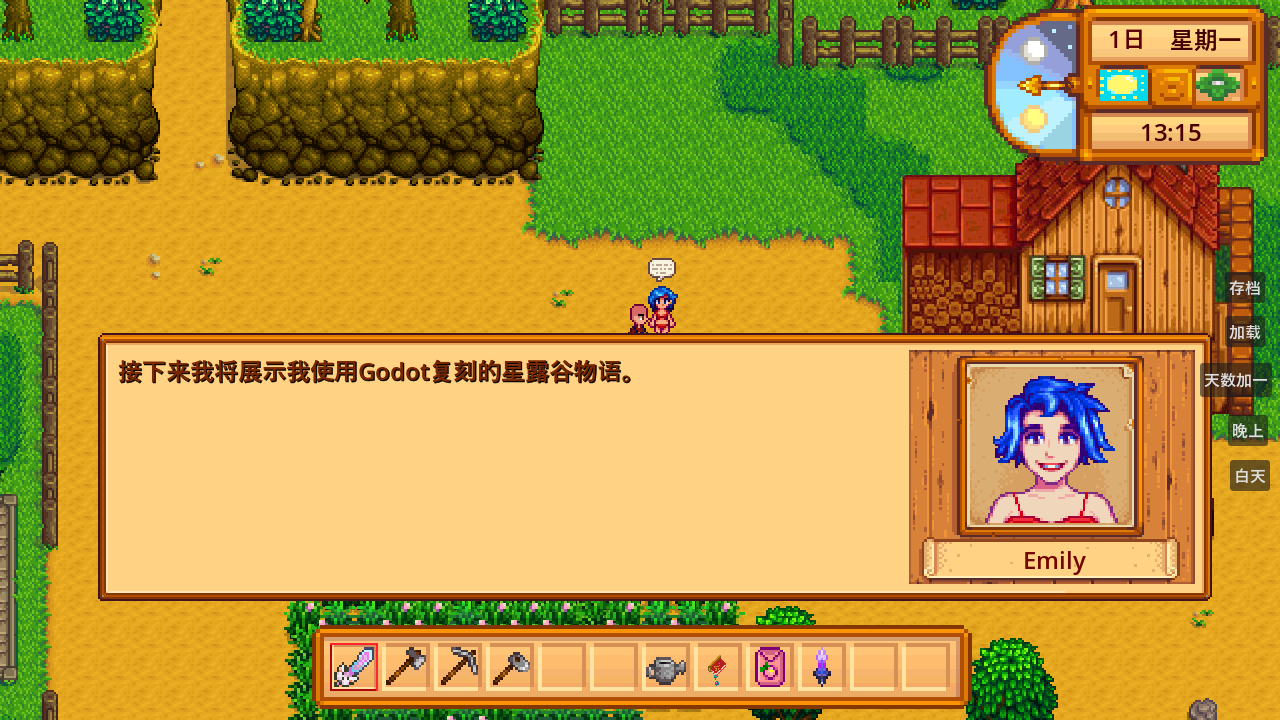 1日 星期一
13:15
存档
加载
天数加一
晚上
白天
接下来我将展示我使用Godot复刻的星露谷物语。
Emily